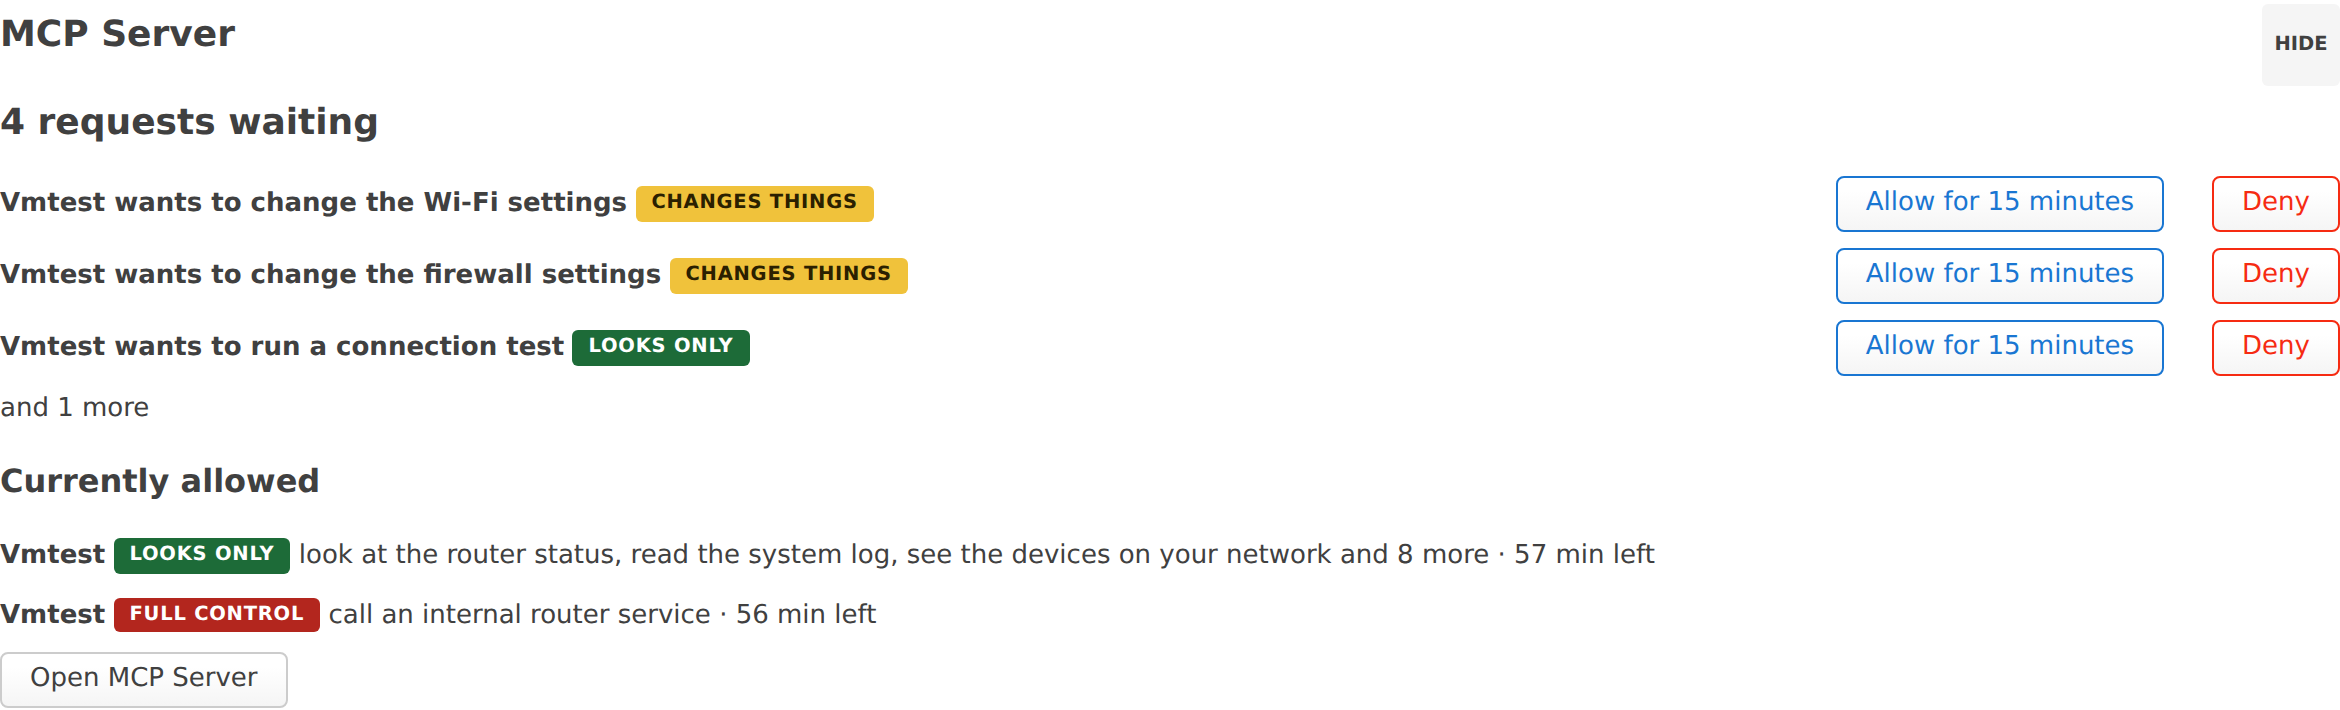 MCP Server
HIDE
4 requests waiting
Vmtest wants to change the Wi-Fi settings CHANGES THINGS Allow for 15 minutes Deny
Vmtest wants to change the firewall settings CHANGES THINGS Allow for 15 minutes Deny
Vmtest wants to run a connection test LOOKS ONLY Allow for 15 minutes Deny
and 1 more
Currently allowed
Vmtest LOOKS ONLY look at the router status, read the system log, see the devices on your network and 8 more · 57 min left
Vmtest FULL CONTROL call an internal router service · 56 min left
Open MCP Server